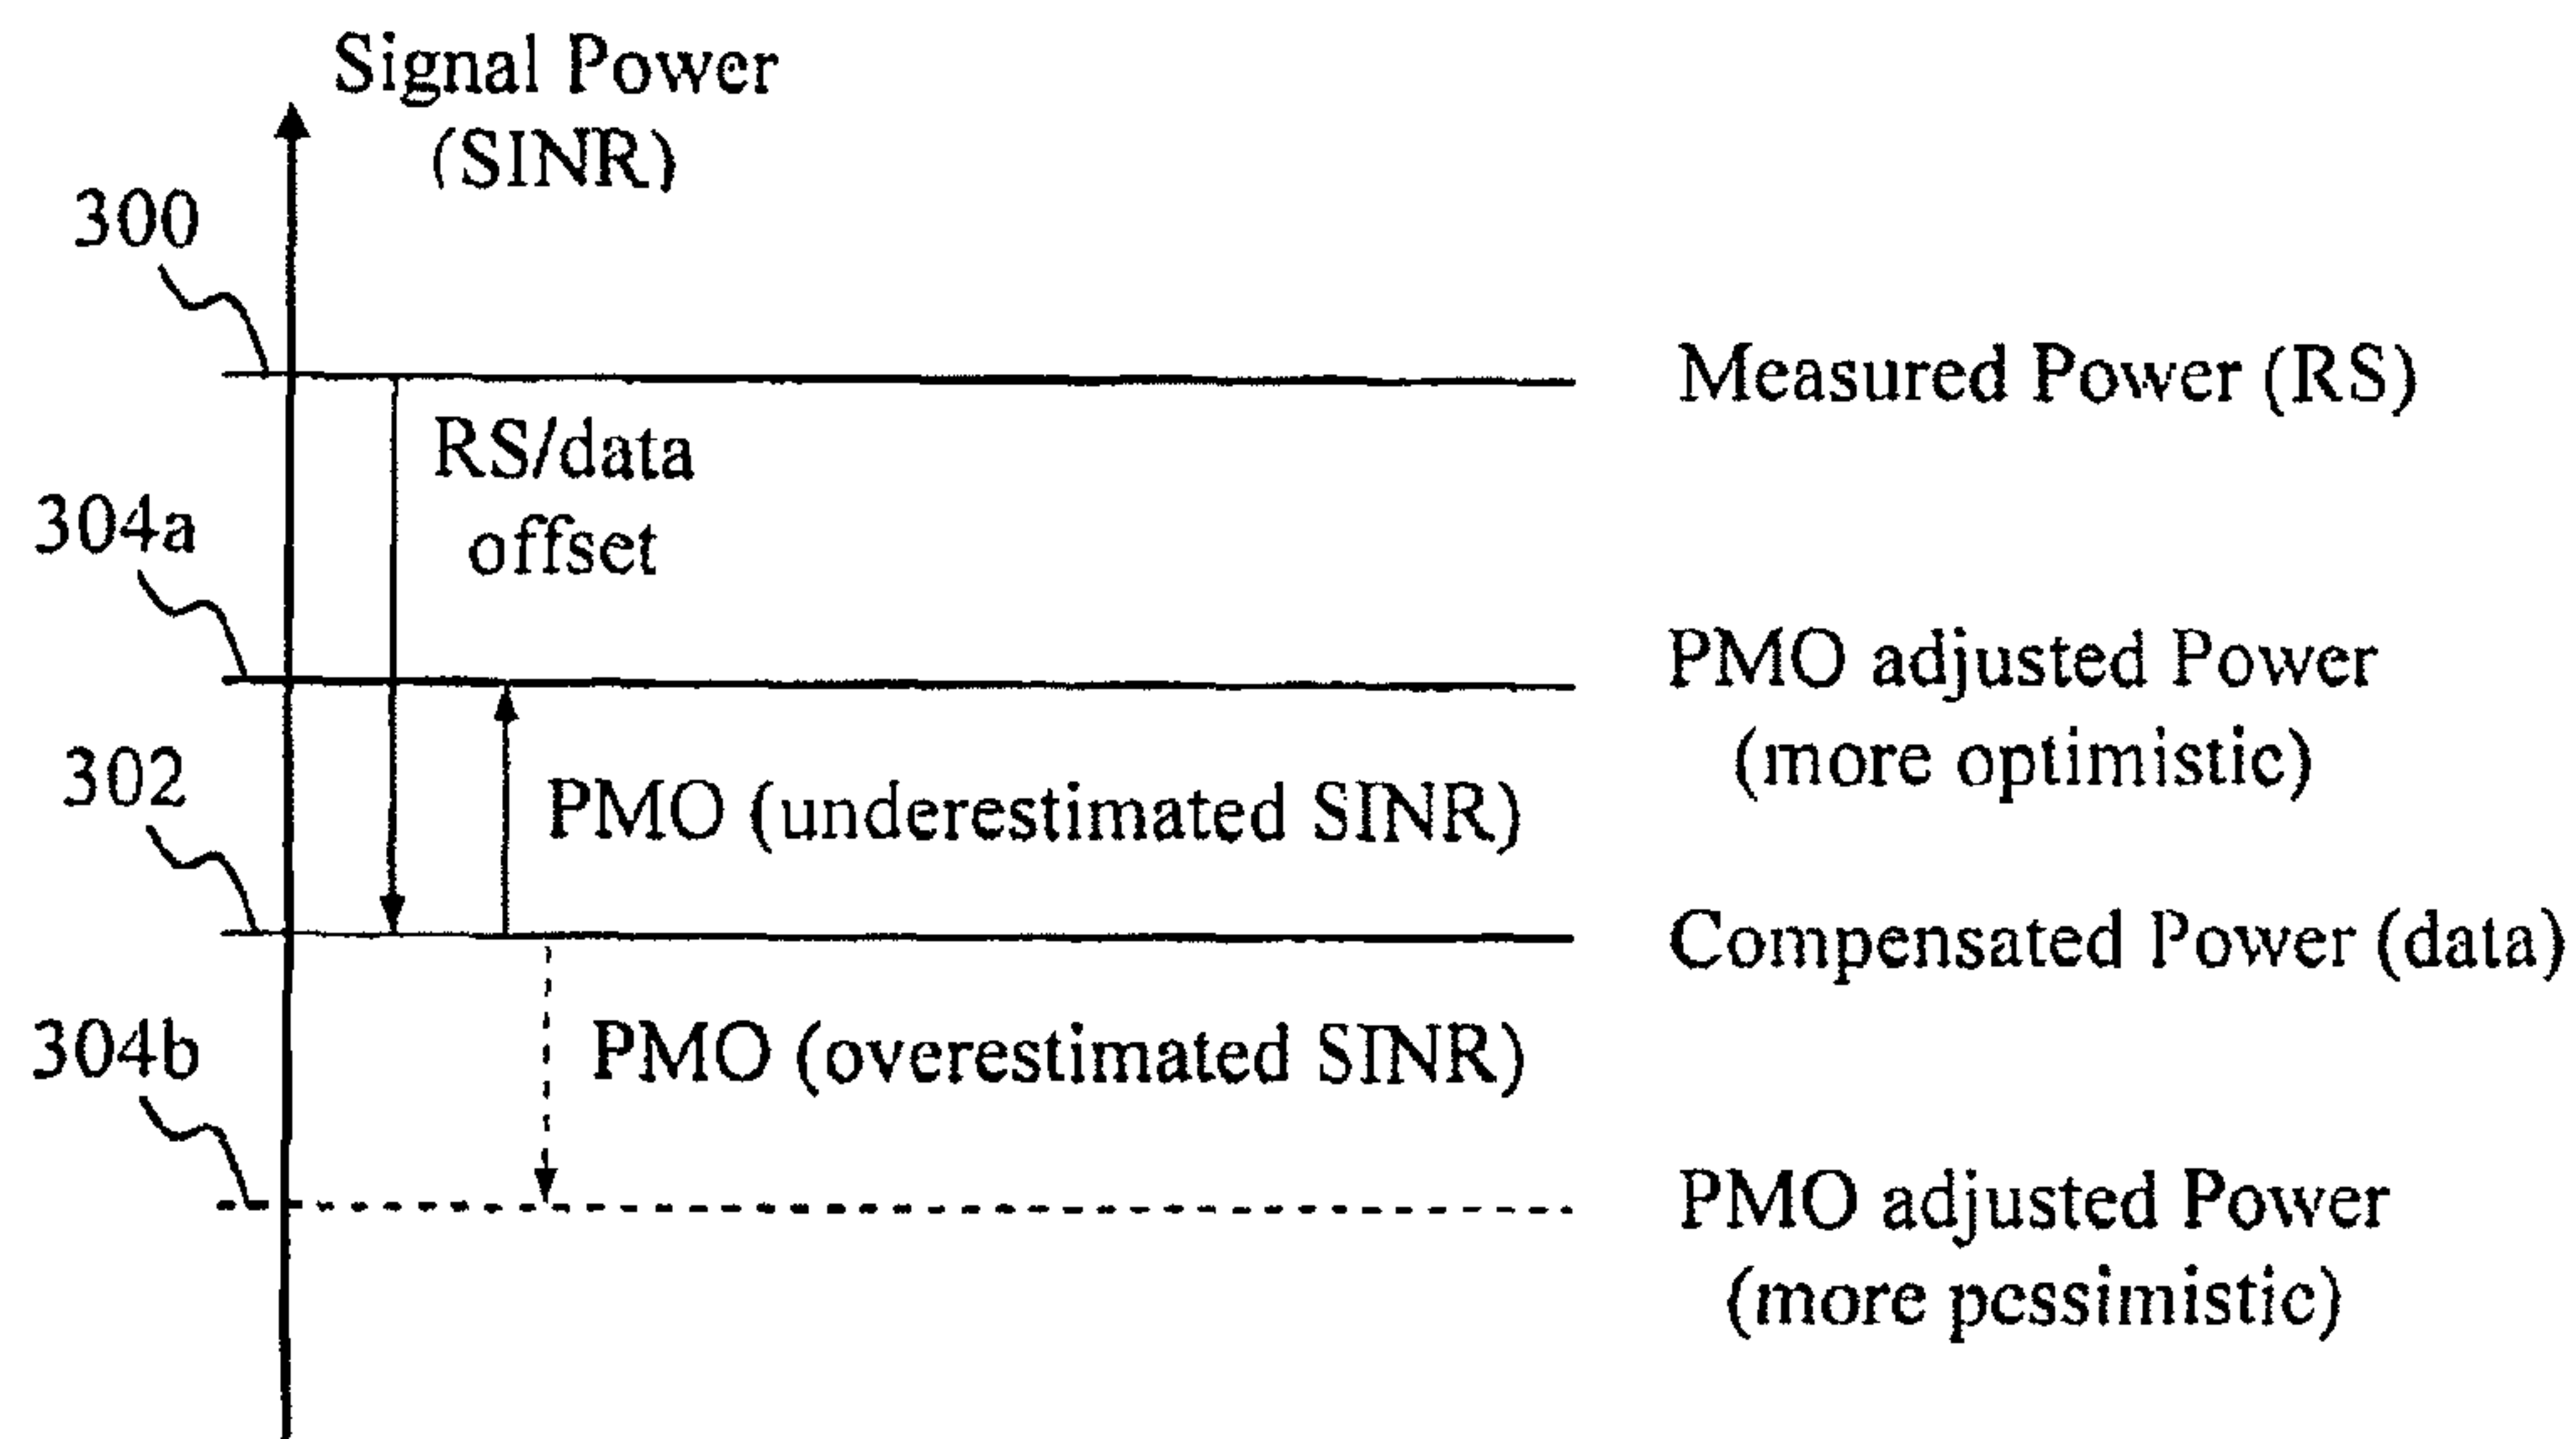 Signal Power
(SINR)
300
Measured Power (RS)
RS/data
offset
304a
PMO adjusted Power
(more optimistic)
302
PMO (underestimated SINR)
Compensated Power (data)
304b
PMO (overestimated SINR)
PMO adjusted Power
(more pessimistic)